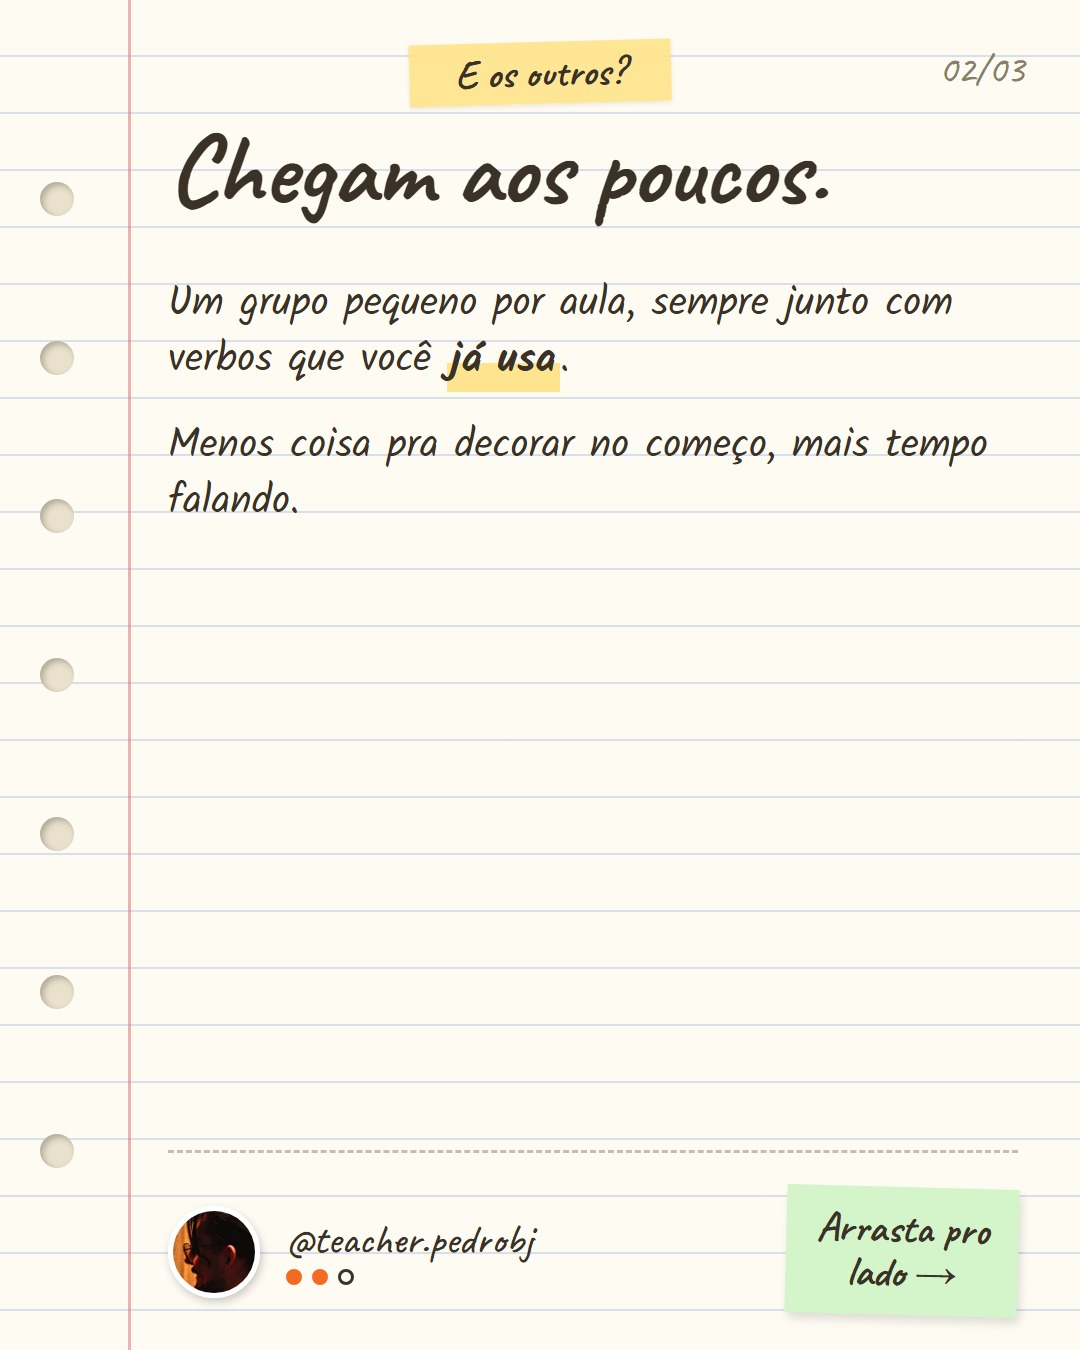 E os outros?
02/03
Chegam aos poucos.
Um grupo pequeno por aula, sempre junto com
verbos que você já usa.
Menos coisa pra decorar no começo, mais tempo
falando.
@teacher.pedrobj
Arrasta pro
lado →